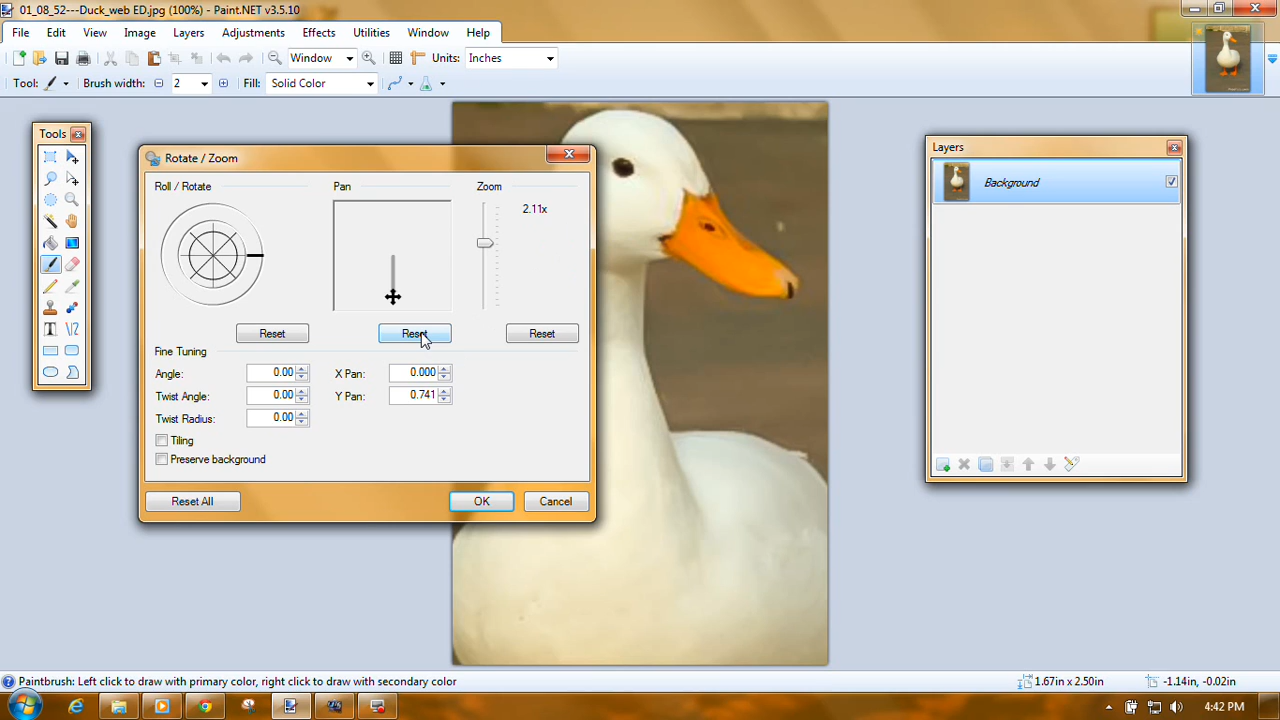 01_08_52---Duck_web ED.jpg (100%) - Paint.NET v3.5.10
File Edit View Image Layers Adjustments Effects Utilities Window Help
Window Units: Inches
Tool: Brush width: 2 Fill: Solid Color
Tools
Rotate / Zoom
Roll / Rotate Pan Zoom
2.11x
Reset Reset Reset
Fine Tuning
Angle: 0.00 X Pan: 0.000
Twist Angle: 0.00 Y Pan: 0.741
Twist Radius: 0.00
Tiling
Preserve background
Reset All OK Cancel
Layers
Background
Paintbrush: Left click to draw with primary color, right click to draw with secondary color 1.67in x 2.50in -1.14in, -0.02in
4:42 PM